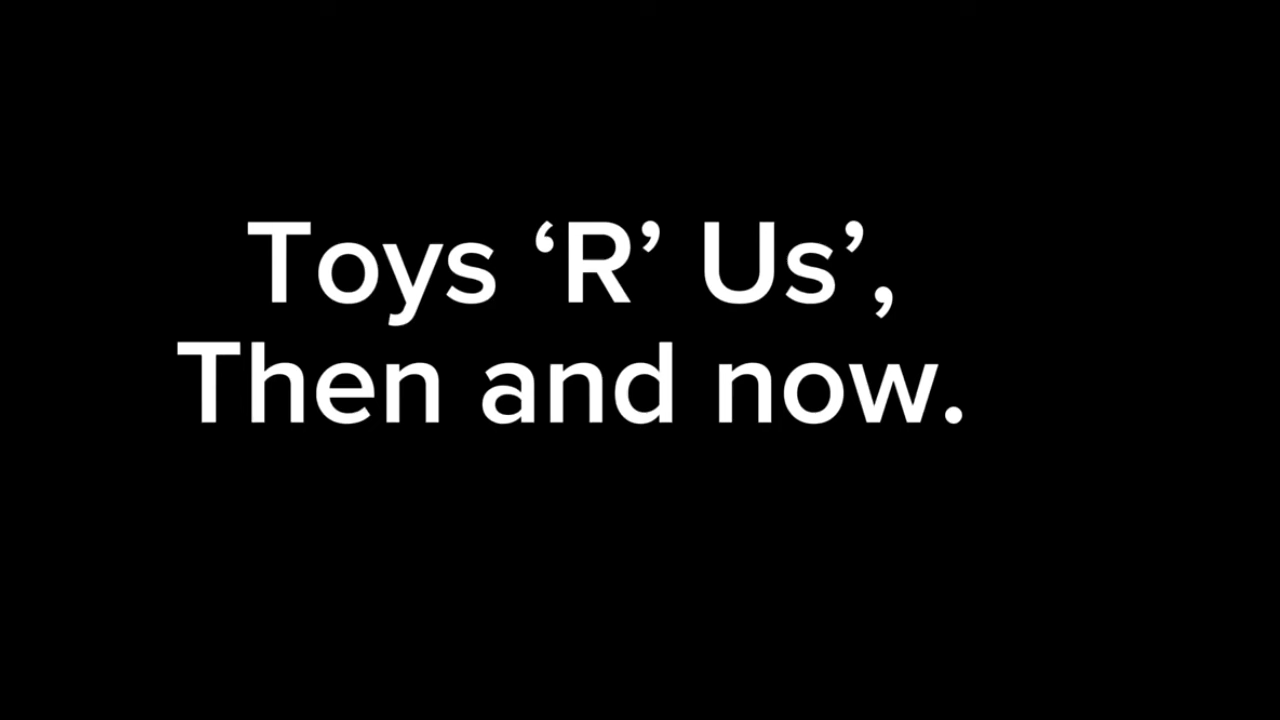 Toys ‘R’ Us’,
Then and now.